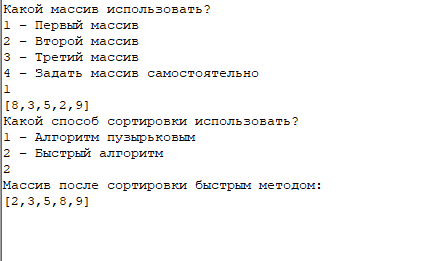 Какой массив использовать?
1 - Первый массив
2 - Второй массив
3 - Третий массив
4 - Задать массив самостоятельно
1
[8,3,5,2,9]
Какой способ сортировки использовать?
1 - Алгоритм пузырьковым
2 - Быстрый алгоритм
2
Массив после сортировки быстрым методом:
[2,3,5,8,9]